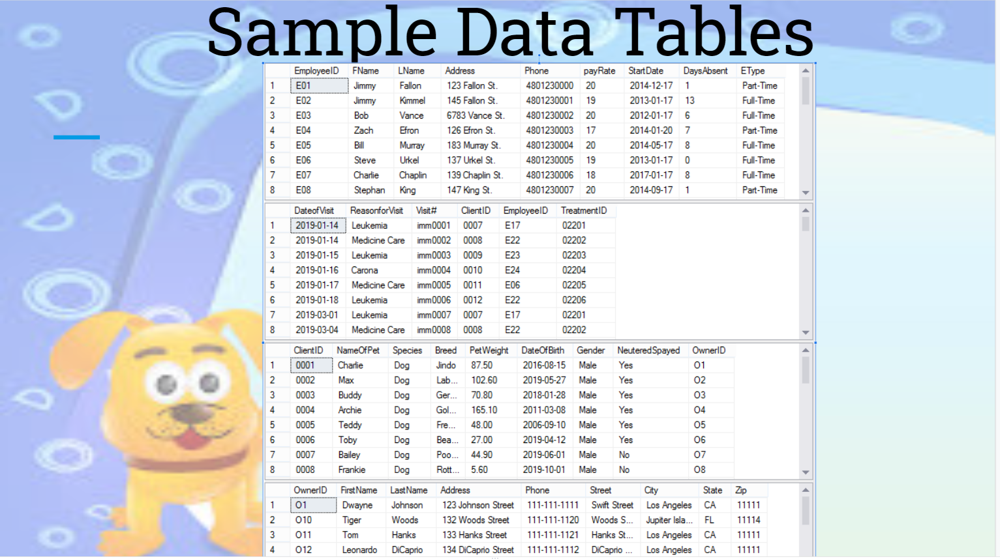 Sample Data Tables
EmployeeID FName LName Address Phone payRate StartDate DaysAbsent EType
1 E01 Jimmy Fallon 123 Fallon St. 4801230000 20 2014-12-17 1 Part-Time
2 E02 Jimmy Kimmel 145 Fallon St. 4801230001 19 2013-01-17 13 Full-Time
3 E03 Bob Vance 6783 Vance St. 4801230002 20 2012-01-17 6 Full-Time
4 E04 Zach Efron 126 Efron St. 4801230003 17 2014-01-20 7 Part-Time
5 E05 Bill Murray 183 Murray St. 4801230004 20 2014-05-17 8 Full-Time
6 E06 Steve Urkel 137 Urkel St. 4801230005 19 2013-01-17 0 Full-Time
7 E07 Charlie Chaplin 139 Chaplin St. 4801230006 18 2017-01-17 8 Full-Time
8 E08 Stephan King 147 King St. 4801230007 20 2014-09-17 1 Part-Time
DateofVisit ReasonforVisit Visit# ClientID EmployeeID TreatmentID
1 2019-01-14 Leukemia imm0001 0007 E17 02201
2 2019-01-14 Medicine Care imm0002 0008 E22 02202
3 2019-01-15 Leukemia imm0003 0009 E23 02203
4 2019-01-16 Carona imm0004 0010 E24 02204
5 2019-01-17 Medicine Care imm0005 0011 E06 02205
6 2019-01-18 Leukemia imm0006 0012 E22 02206
7 2019-03-01 Leukemia imm0007 0007 E17 02201
8 2019-03-04 Medicine Care imm0008 0008 E22 02202
ClientID NameOfPet Species Breed PetWeight DateOfBirth Gender NeuteredSpayed OwnerID
1 0001 Charlie Dog Jindo 87.50 2016-08-15 Male Yes O1
2 0002 Max Dog Lab... 102.60 2019-05-27 Male Yes O2
3 0003 Buddy Dog Ger... 70.80 2018-01-28 Male Yes O3
4 0004 Archie Dog Gol... 165.10 2011-03-08 Male Yes O4
5 0005 Teddy Dog Fre... 48.00 2006-09-10 Male Yes O5
6 0006 Toby Dog Bea... 27.00 2019-04-12 Male Yes O6
7 0007 Bailey Dog Poo... 44.90 2019-06-01 Male No O7
8 0008 Frankie Dog Rott... 5.60 2019-10-01 Male No O8
OwnerID FirstName LastName Address Phone Street City State Zip
1 O1 Dwayne Johnson 123 Johnson Street 111-111-1111 Swift Street Los Angeles CA 11111
2 O10 Tiger Woods 132 Woods Street 111-111-1120 Woods S... Jupiter Isla... FL 11114
3 O11 Tom Hanks 133 Hanks Street 111-111-1121 Hanks St... Los Angeles CA 11111
4 O12 Leonardo DiCaprio 134 DiCaprio Street 111-111-1112 DiCaprio ... Los Angeles CA 11111